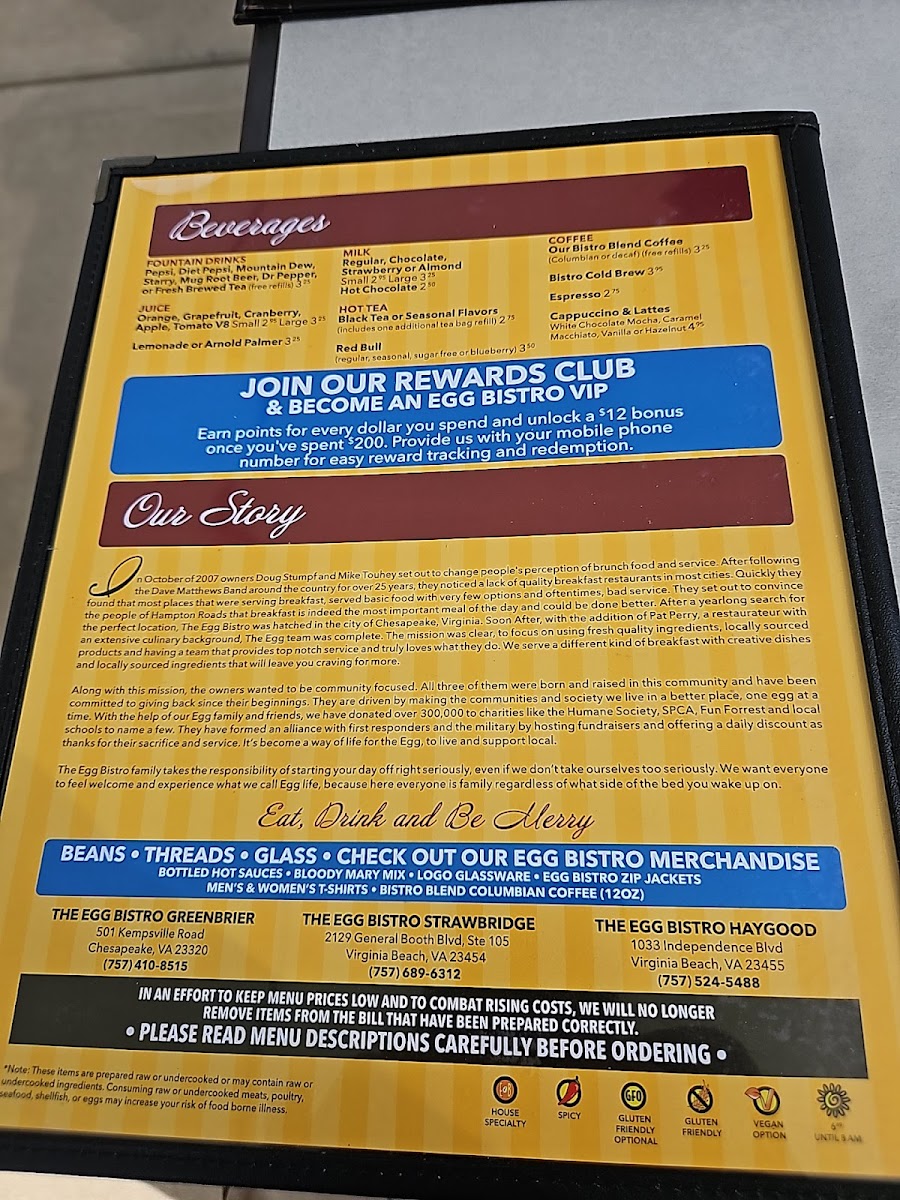 Beverages
FOUNTAIN DRINKS
Pepsi, Diet Pepsi, Mountain Dew,
Starry, Mug Root Beer, Dr Pepper,
or Fresh Brewed Tea (free refills) 3 25
JUICE
Orange, Grapefruit, Cranberry,
Apple, Tomato V8 Small 2 95 Large 3 25
Lemonade or Arnold Palmer 3 25
MILK
Regular, Chocolate,
Strawberry or Almond
Small 2 95 Large 3 25
Hot Chocolate 2 50
HOT TEA
Black Tea or Seasonal Flavors
(includes one additional tea bag refill) 2 75
Red Bull
(regular, seasonal, sugar free or blueberry) 3 50
COFFEE
Our Bistro Blend Coffee
(Columbian or decaf) (free refills) 3 25
Bistro Cold Brew 3 95
Espresso 2 75
Cappuccino & Lattes
White Chocolate Mocha, Caramel
Macchiato, Vanilla or Hazelnut 4 95
JOIN OUR REWARDS CLUB
& BECOME AN EGG BISTRO VIP
Earn points for every dollar you spend and unlock a $12 bonus
once you've spent $200. Provide us with your mobile phone
number for easy reward tracking and redemption.
Our Story
In October of 2007 owners Doug Stumpf and Mike Touhey set out to change people's perception of brunch food and service. After following
the Dave Matthews Band around the country for over 25 years, they noticed a lack of quality breakfast restaurants in most cities. Quickly they
found that most places that were serving breakfast, served basic food with very few options and oftentimes, bad service. They set out to convince
the people of Hampton Roads that breakfast is indeed the most important meal of the day and could be done better. After a yearlong search for
the perfect location, The Egg Bistro was hatched in the city of Chesapeake, Virginia. Soon After, with the addition of Pat Perry, a restaurateur with
an extensive culinary background, The Egg team was complete. The mission was clear, to focus on using fresh quality ingredients, locally sourced
products and having a team that provides top notch service and truly loves what they do. We serve a different kind of breakfast with creative dishes
and locally sourced ingredients that will leave you craving for more.
Along with this mission, the owners wanted to be community focused. All three of them were born and raised in this community and have been
committed to giving back since their beginnings. They are driven by making the communities and society we live in a better place, one egg at a
time. With the help of our Egg family and friends, we have donated over 300,000 to charities like the Humane Society, SPCA, Fun Forrest and local
schools to name a few. They have formed an alliance with first responders and the military by hosting fundraisers and offering a daily discount as
thanks for their sacrifice and service. It's become a way of life for the Egg, to live and support local.
The Egg Bistro family takes the responsibility of starting your day off right seriously, even if we don't take ourselves too seriously. We want everyone
to feel welcome and experience what we call Egg life, because here everyone is family regardless of what side of the bed you wake up on.
Eat, Drink and Be Merry
BEANS • THREADS • GLASS • CHECK OUT OUR EGG BISTRO MERCHANDISE
BOTTLED HOT SAUCES • BLOODY MARY MIX • LOGO GLASSWARE • EGG BISTRO ZIP JACKETS
MEN'S & WOMEN'S T-SHIRTS • BISTRO BLEND COLUMBIAN COFFEE (12OZ)
THE EGG BISTRO GREENBRIER
501 Kempsville Road
Chesapeake, VA 23320
(757) 410-8515
THE EGG BISTRO STRAWBRIDGE
2129 General Booth Blvd, Ste 105
Virginia Beach, VA 23454
(757) 689-6312
THE EGG BISTRO HAYGOOD
1033 Independence Blvd
Virginia Beach, VA 23455
(757) 524-5488
IN AN EFFORT TO KEEP MENU PRICES LOW AND TO COMBAT RISING COSTS, WE WILL NO LONGER
REMOVE ITEMS FROM THE BILL THAT HAVE BEEN PREPARED CORRECTLY.
• PLEASE READ MENU DESCRIPTIONS CAREFULLY BEFORE ORDERING •
*Note: These items are prepared raw or undercooked or may contain raw or
undercooked ingredients. Consuming raw or undercooked meats, poultry,
seafood, shellfish, or eggs may increase your risk of food borne illness.
HOUSE
SPECIALTY
SPICY
GFO
GLUTEN
FRIENDLY
OPTIONAL
GLUTEN
FRIENDLY
VEGAN
OPTION
UNTIL 8 AM